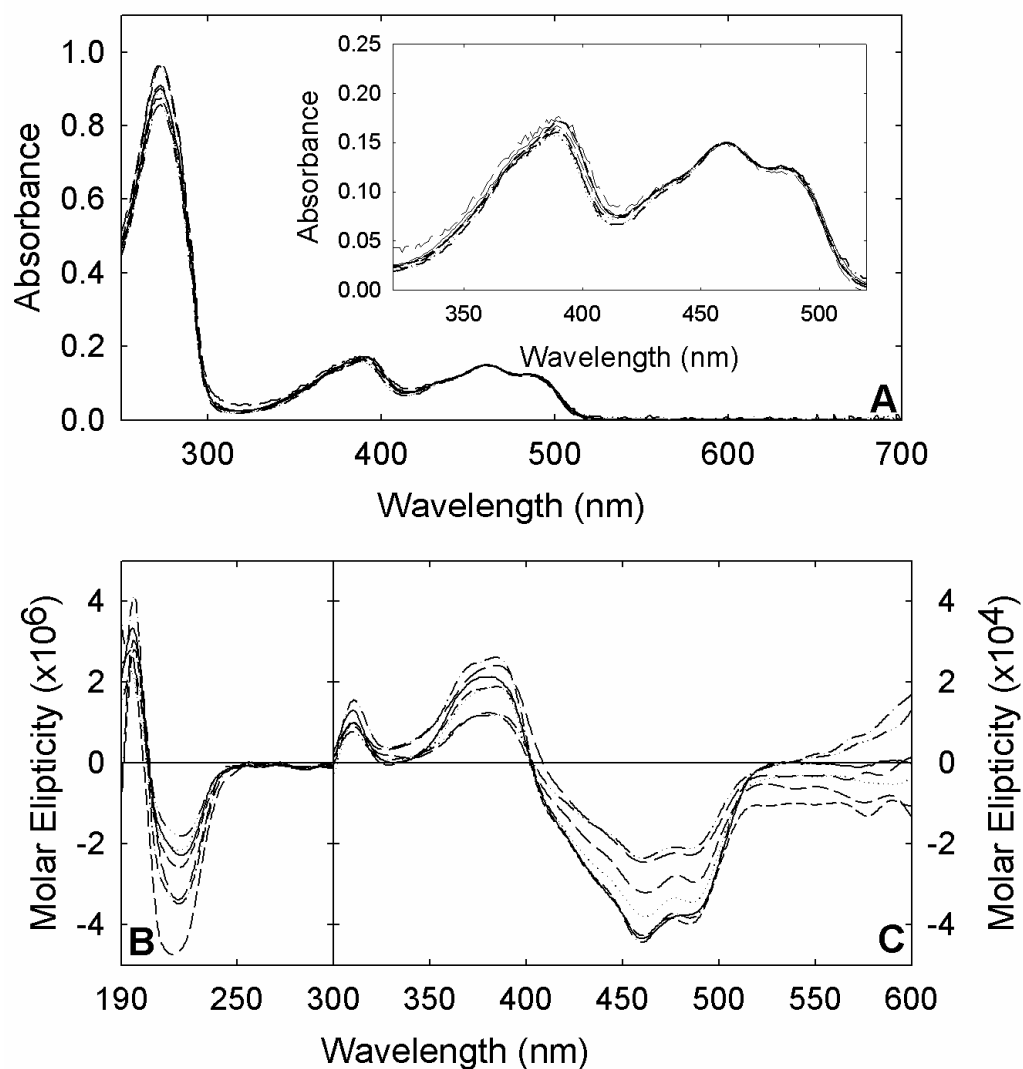 1.0
0.8
0.6
0.4
0.2
0.0
Absorbance
300 400 500 600 700
Wavelength (nm)
A
0.25
0.20
0.15
0.10
0.05
0.00
Absorbance
350 400 450 500
Wavelength (nm)
4
2
0
-2
-4
Molar Elipticity (x10⁶)
B
C
4
2
0
-2
-4
Molar Elipticity (x10⁴)
190 250 300 350 400 450 500 550 600
Wavelength (nm)